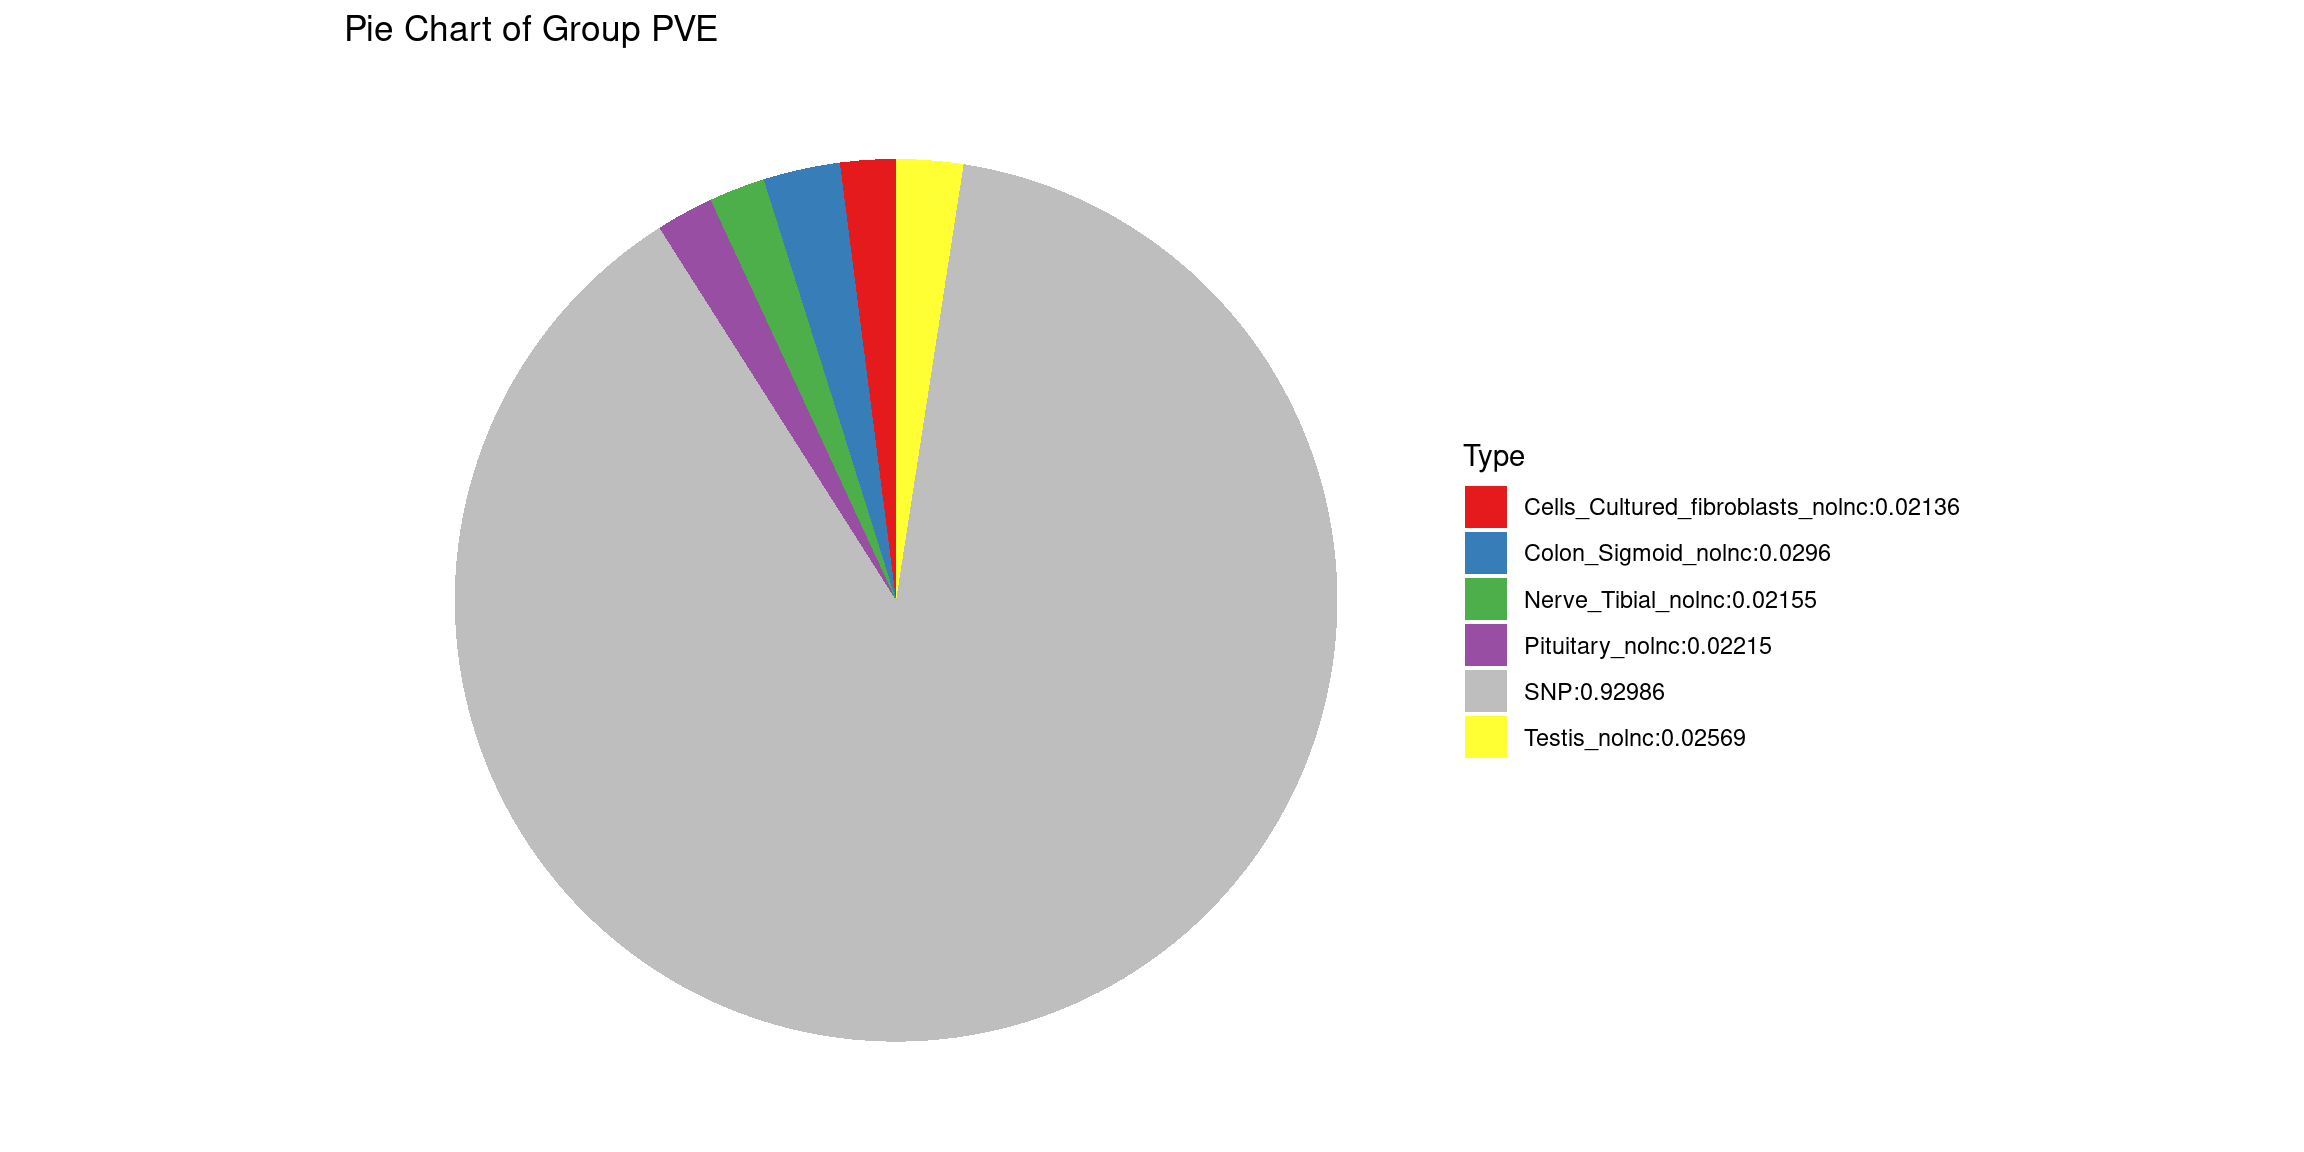 Pie Chart of Group PVE
Type
Cells_Cultured_fibroblasts_nolnc:0.02136
Colon_Sigmoid_nolnc:0.0296
Nerve_Tibial_nolnc:0.02155
Pituitary_nolnc:0.02215
SNP:0.92986
Testis_nolnc:0.02569